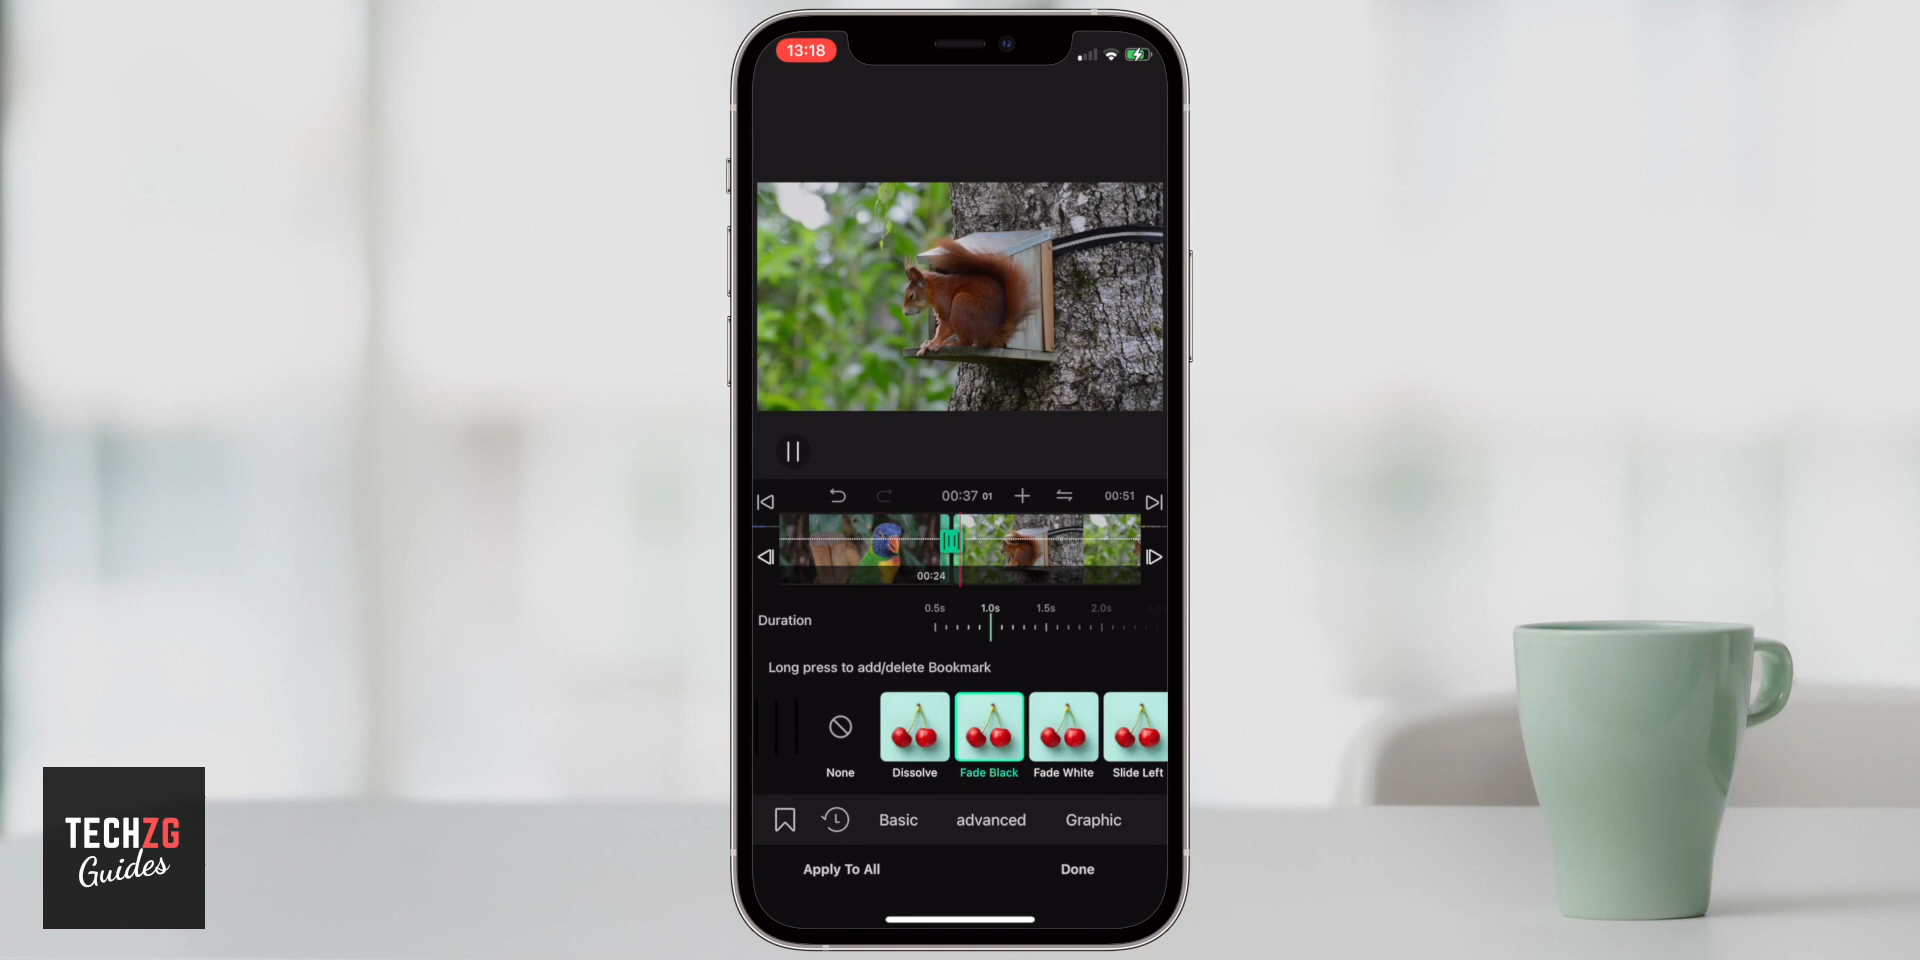 13:18
00:37 01
00:51
00:24
0.5s 1.0s 1.5s 2.0s
Duration
Long press to add/delete Bookmark
None
Dissolve
Fade Black
Fade White
Slide Left
Basic
advanced
Graphic
Apply To All
Done
TECHZG
Guides